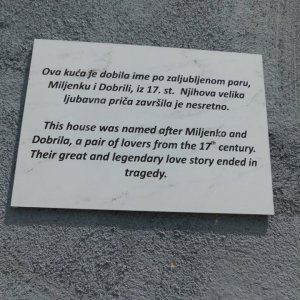 Ova kuća je dobila ime po zaljubljenom paru,
Miljenku i Dobrili, iz 17. st. Njihova velika
ljubavna priča završila je nesretno.
This house was named after Miljenko and
Dobrila, a pair of lovers from the 17th century.
Their great and legendary love story ended in
tragedy.